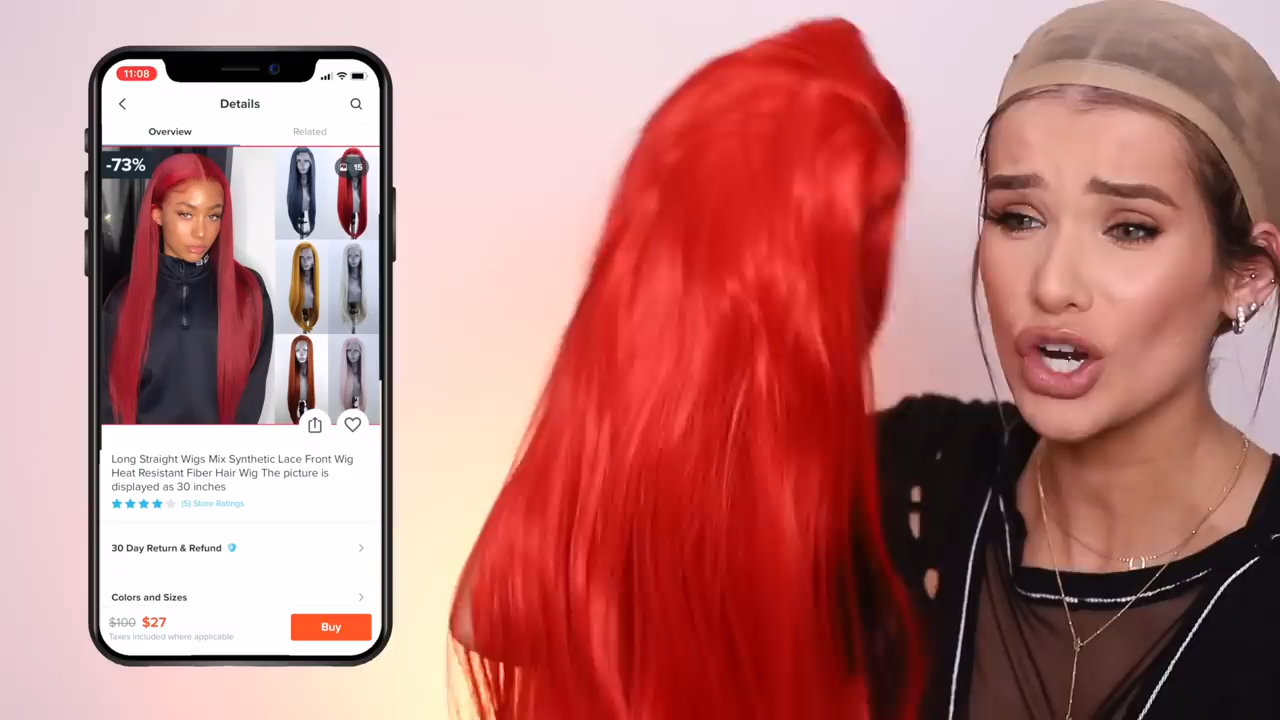 11:08
Details
Overview
Related
-73%
15
Long Straight Wigs Mix Synthetic Lace Front Wig
Heat Resistant Fiber Hair Wig The picture is
displayed as 30 inches
(5) Store Ratings
30 Day Return & Refund
Colors and Sizes
$100 $27
Taxes included where applicable
Buy